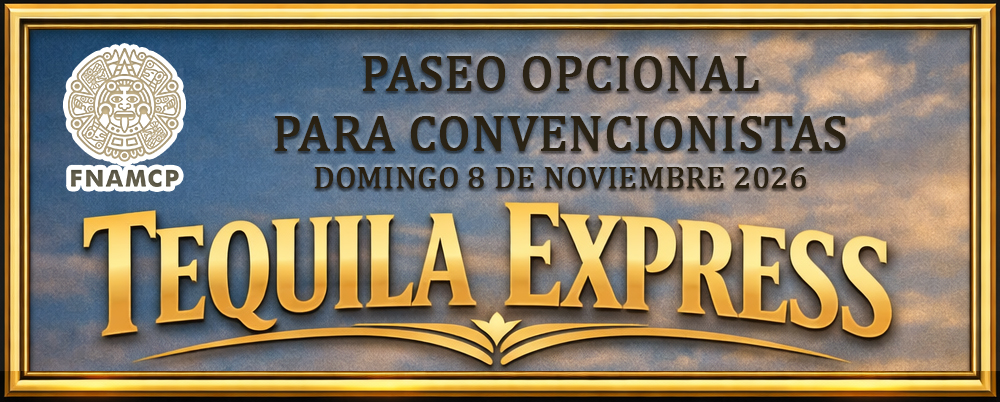 PASEO OPCIONAL
PARA CONVENCIONISTAS
DOMINGO 8 DE NOVIEMBRE 2026
FNAMCP
TEQUILA EXPRESS